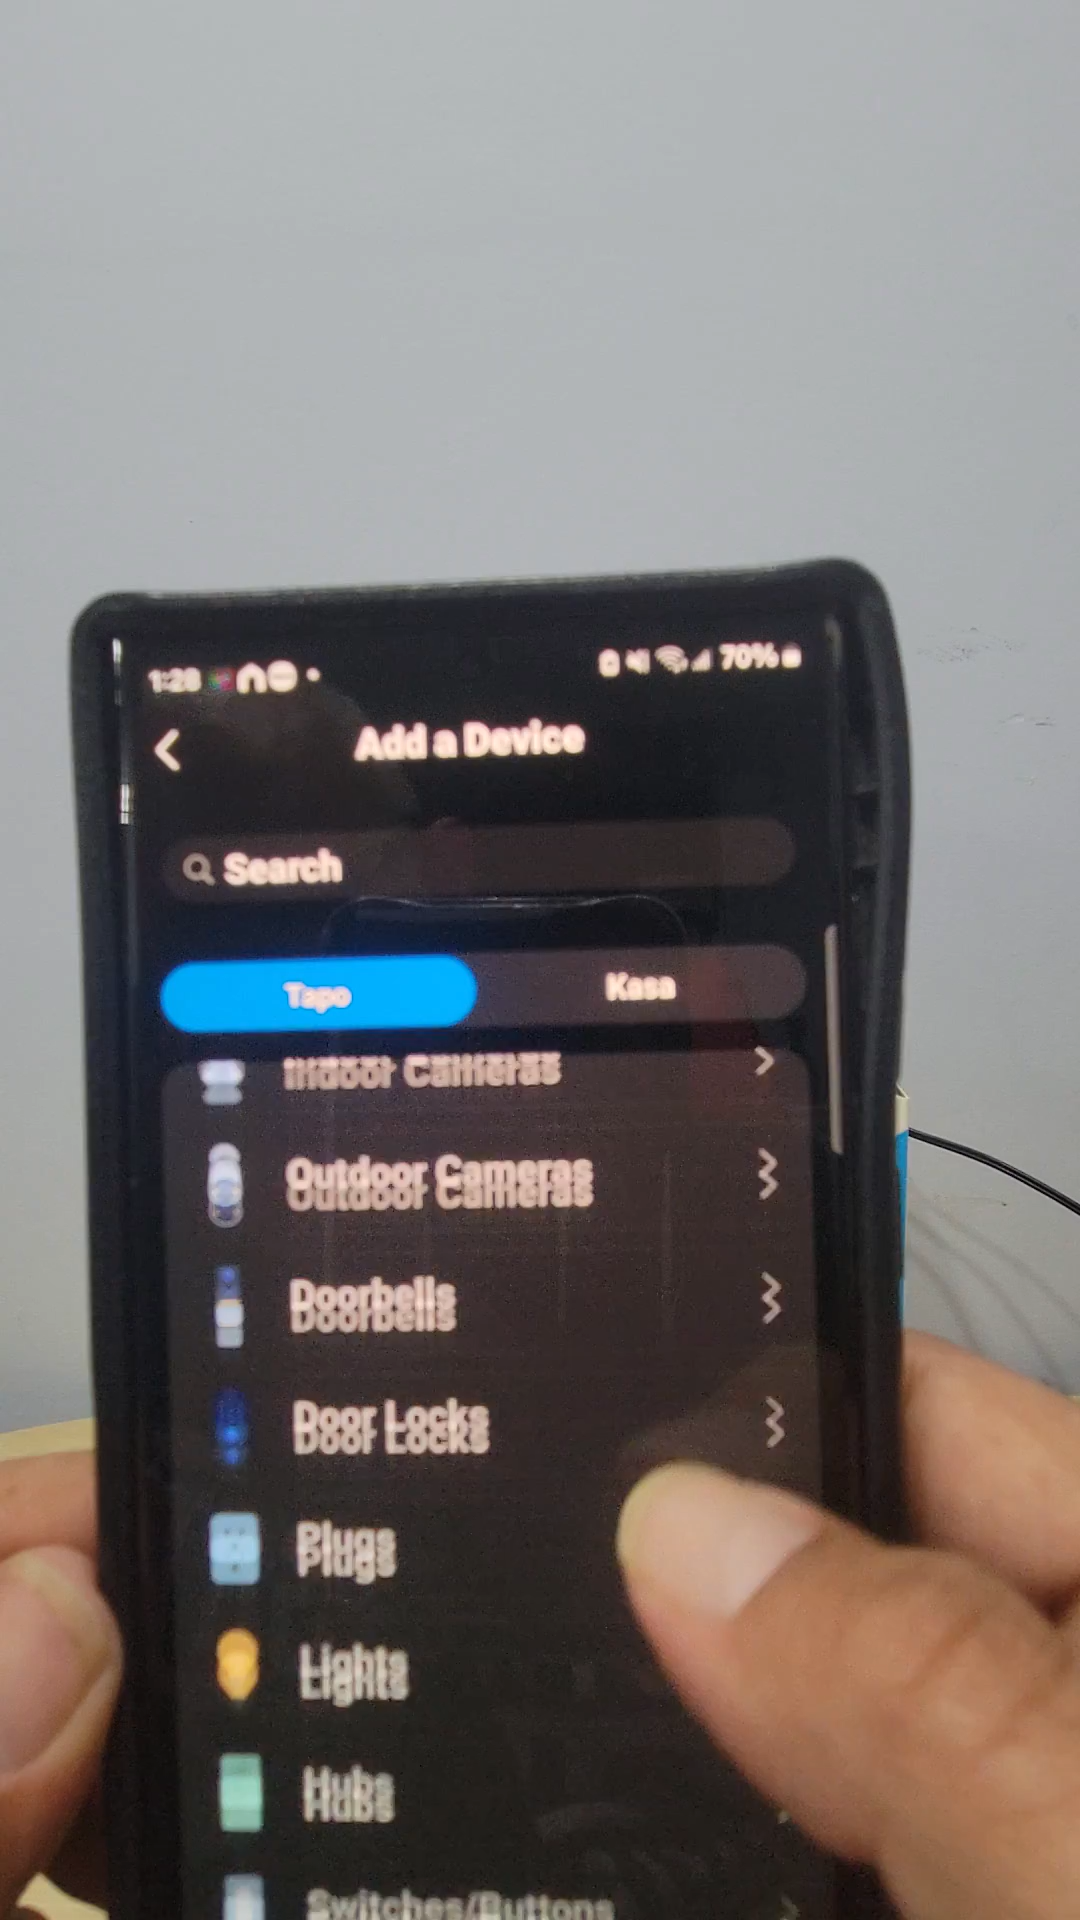 1:28 70%
Add a Device
Search
Tapo Kasa
Indoor Cameras
Outdoor Cameras
Doorbells
Door Locks
Plugs
Lights
Hubs
Switches/Buttons